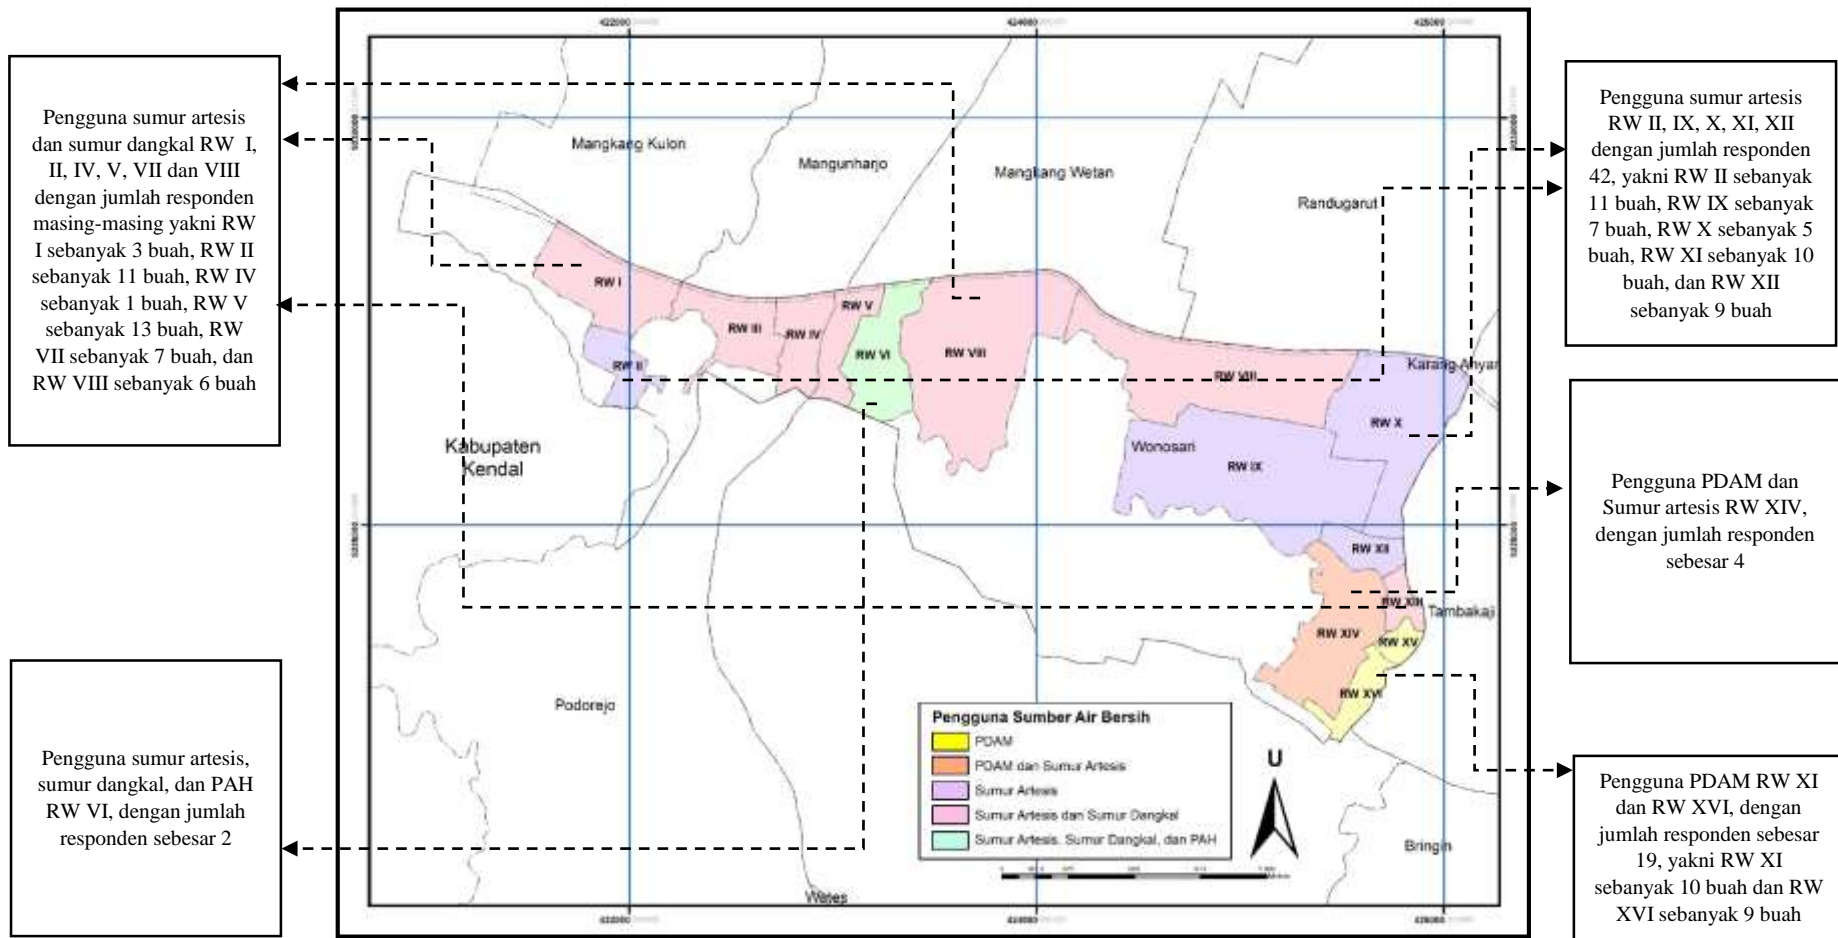 Pengguna sumur artesis
dan sumur dangkal RW I,
II, IV, V, VII dan VIII
dengan jumlah responden
masing-masing yakni RW
I sebanyak 3 buah, RW II
sebanyak 11 buah, RW IV
sebanyak 1 buah, RW V
sebanyak 13 buah, RW
VII sebanyak 7 buah, dan
RW VIII sebanyak 6 buah
Pengguna sumur artesis,
sumur dangkal, dan PAH
RW VI, dengan jumlah
responden sebesar 2
422000
424000
Mangkang Kulon
Mangunharjo
Mangkang Wetan
Randugarut
RW I
RW II
RW III
RW IV
RW V
RW VI
RW VIII
RW VIII
Karang Anyar
RW X
Wonosari
RW IX
Kabupaten
Kendal
RW XII
RW XIII
Tambakaji
RW XIV
RW XV
RW XVI
Podorejo
Bringin
Wates
Pengguna Sumber Air Bersih
PDAM
PDAM dan Sumur Artesis
Sumur Artesis
Sumur Artesis dan Sumur Dangkal
Sumur Artesis, Sumur Dangkal, dan PAH
U
422000
424000
Pengguna sumur artesis
RW II, IX, X, XI, XII
dengan jumlah responden
42, yakni RW II sebanyak
11 buah, RW IX sebanyak
7 buah, RW X sebanyak 5
buah, RW XI sebanyak 10
buah, dan RW XII
sebanyak 9 buah
Pengguna PDAM dan
Sumur artesis RW XIV,
dengan jumlah responden
sebesar 4
Pengguna PDAM RW XI
dan RW XVI, dengan
jumlah responden sebesar
19, yakni RW XI
sebanyak 10 buah dan RW
XVI sebanyak 9 buah